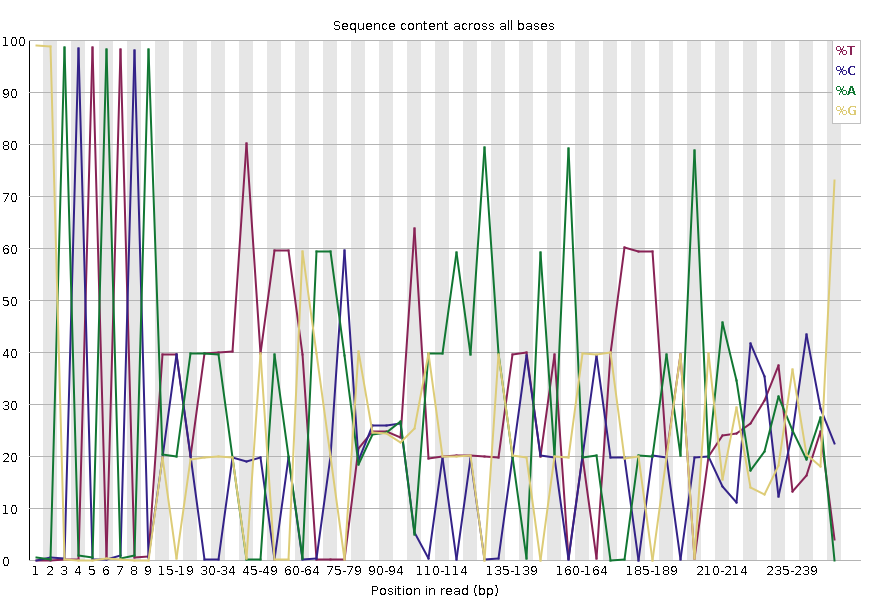 Sequence content across all bases
100
90
80
70
60
50
40
30
20
10
0
%T
%C
%A
%G
1 2 3 4 5 6 7 8 9 15-19 30-34 45-49 60-64 75-79 90-94 110-114 135-139 160-164 185-189 210-214 235-239
Position in read (bp)